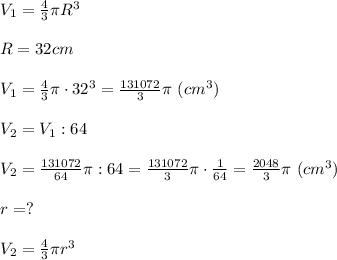 V₁ = 4/3 πR³
R = 32cm
V₁ = 4/3 π · 32³ = 131072/3 π (cm³)
V₂ = V₁ : 64
V₂ = 131072/64 π : 64 = 131072/3 π · 1/64 = 2048/3 π (cm³)
r = ?
V₂ = 4/3 πr³